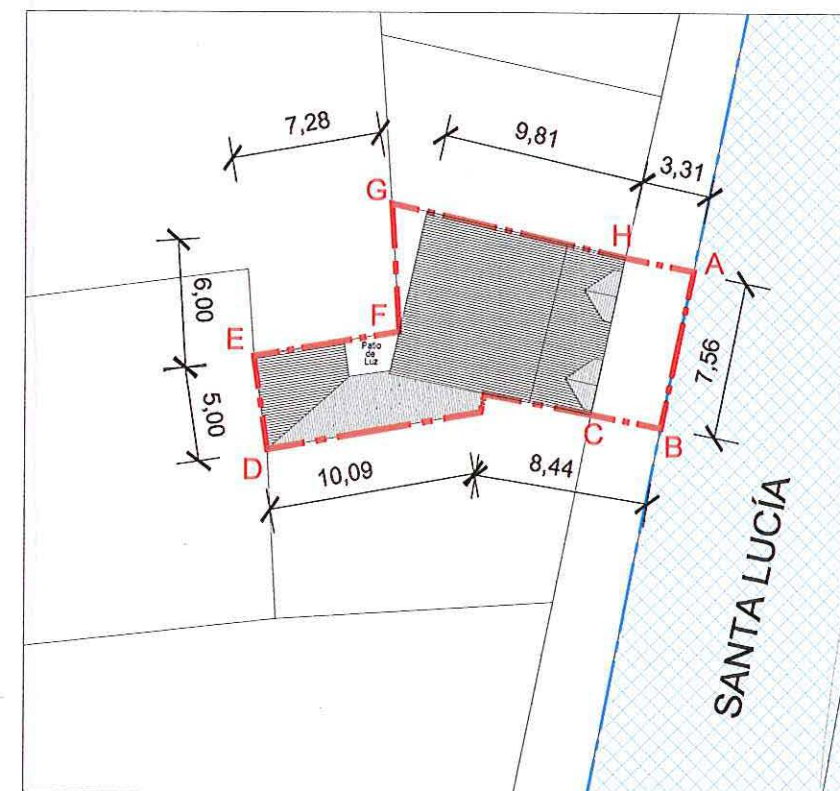 7,28
9,81
3,31
G
H
A
6,00
F
E
Patio
de
Luz
7,56
5,00
C
B
D
10,09
8,44
SANTA LUCÍA